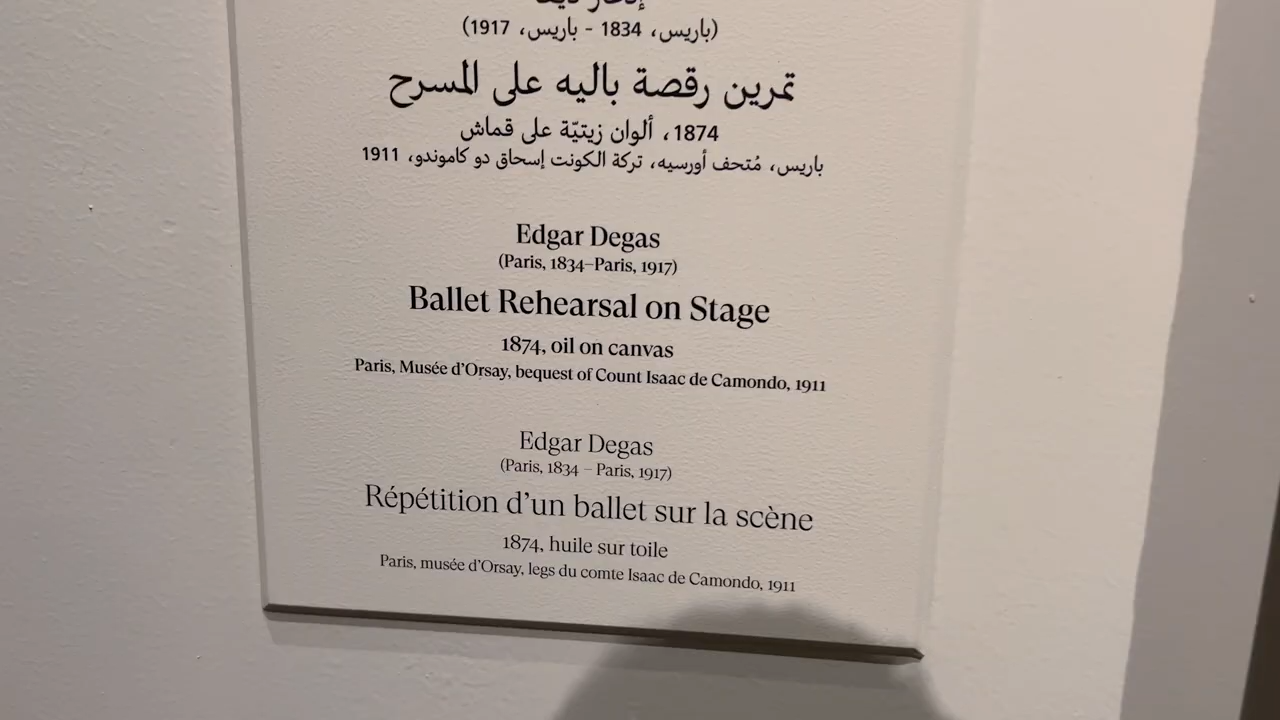 إدغار ديغا
(باريس، 1834 - باريس، 1917)
تمرين رقصة باليه على المسرح
1874، ألوان زيتيّة على قماش
باريس، مُتحف أورسيه، تركة الكونت إسحاق دو كاموندو، 1911
Edgar Degas
(Paris, 1834–Paris, 1917)
Ballet Rehearsal on Stage
1874, oil on canvas
Paris, Musée d’Orsay, bequest of Count Isaac de Camondo, 1911
Edgar Degas
(Paris, 1834 – Paris, 1917)
Répétition d’un ballet sur la scène
1874, huile sur toile
Paris, musée d’Orsay, legs du comte Isaac de Camondo, 1911